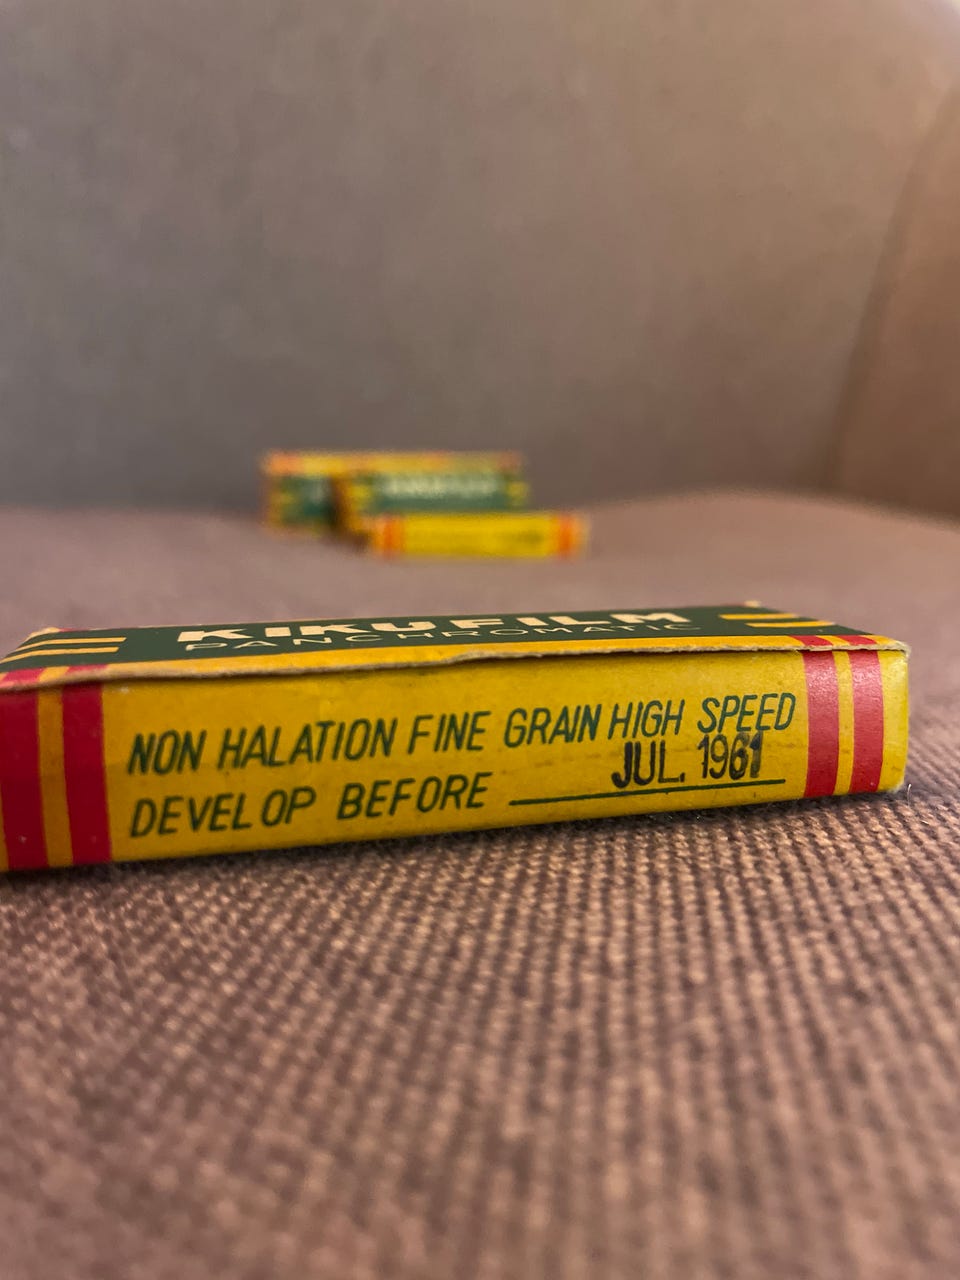 KIKUFILM
PANCHROMATIC
NON HALATION FINE GRAIN HIGH SPEED
DEVELOP BEFORE JUL. 1961